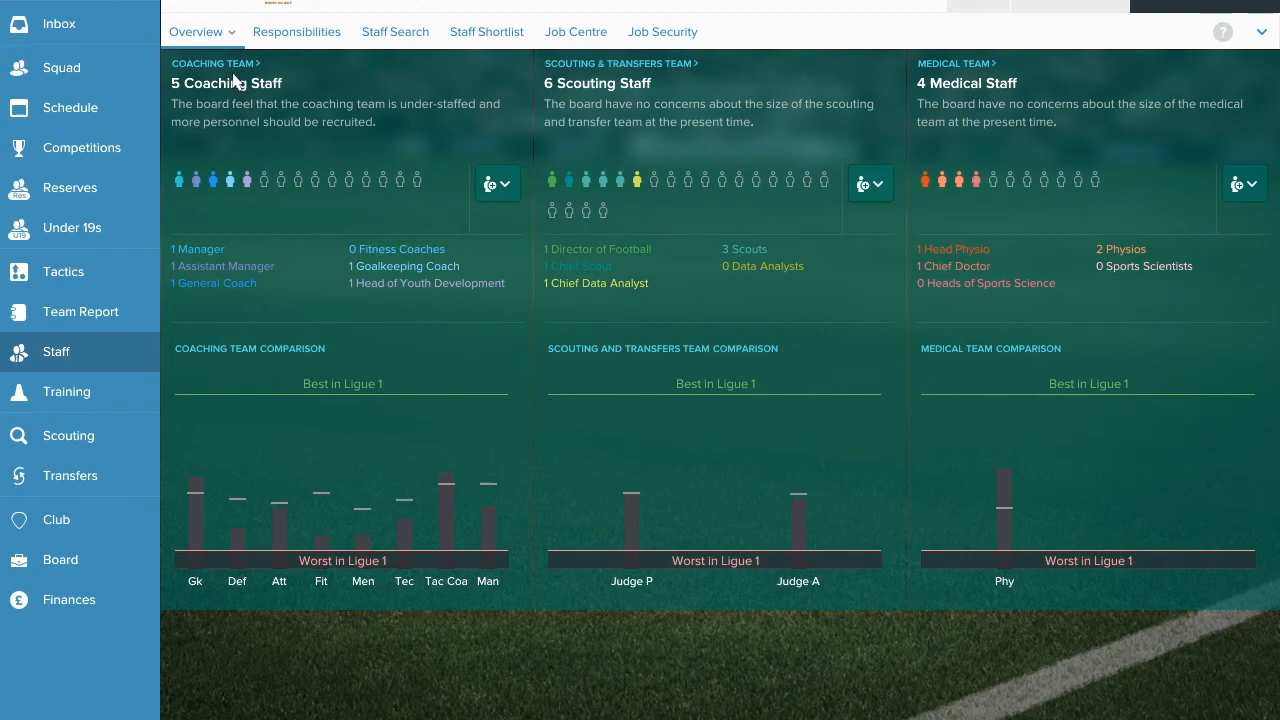 Inbox
Squad
Schedule
Competitions
Reserves
Res
Under 19s
U19
Tactics
Team Report
Staff
Training
Scouting
Transfers
Club
Board
Finances
Overview Responsibilities Staff Search Staff Shortlist Job Centre Job Security ?
COACHING TEAM >
5 Coaching Staff
The board feel that the coaching team is under-staffed and
more personnel should be recruited.
1 Manager 0 Fitness Coaches
1 Assistant Manager 1 Goalkeeping Coach
1 General Coach 1 Head of Youth Development
COACHING TEAM COMPARISON
Best in Ligue 1
Worst in Ligue 1
Gk Def Att Fit Men Tec Tac Coa Man
SCOUTING & TRANSFERS TEAM >
6 Scouting Staff
The board have no concerns about the size of the scouting
and transfer team at the present time.
1 Director of Football 3 Scouts
1 Chief Scout 0 Data Analysts
1 Chief Data Analyst
SCOUTING AND TRANSFERS TEAM COMPARISON
Best in Ligue 1
Worst in Ligue 1
Judge P Judge A
MEDICAL TEAM >
4 Medical Staff
The board have no concerns about the size of the medical
team at the present time.
1 Head Physio 2 Physios
1 Chief Doctor 0 Sports Scientists
0 Heads of Sports Science
MEDICAL TEAM COMPARISON
Best in Ligue 1
Worst in Ligue 1
Phy